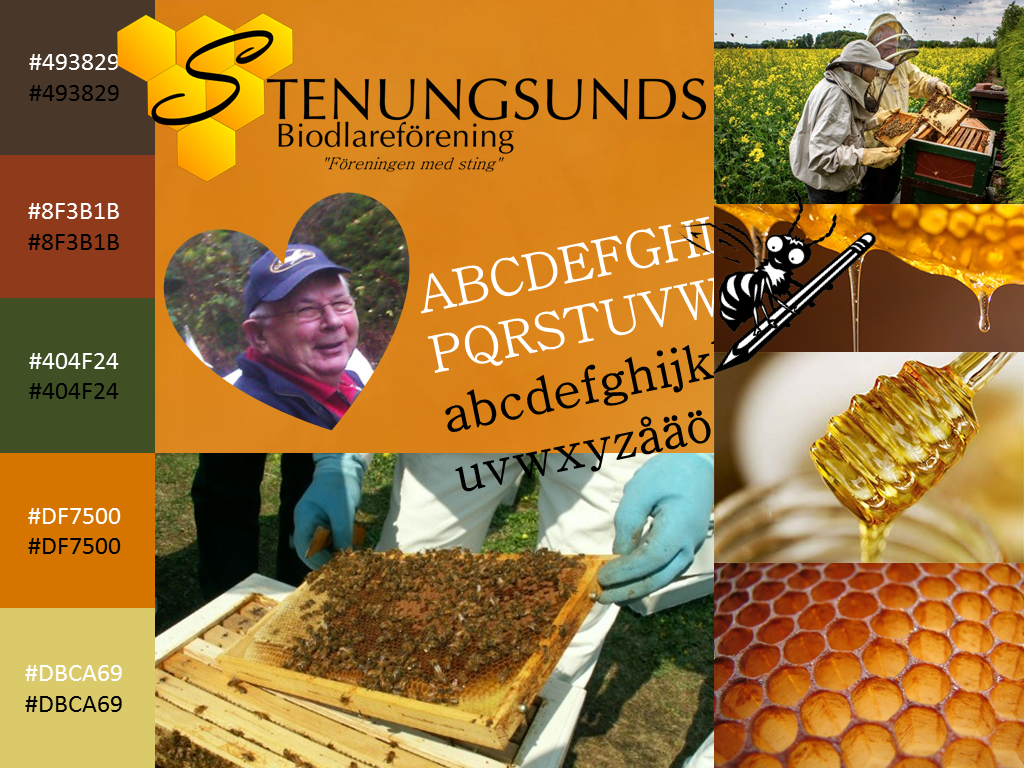 #493829
#493829
#8F3B1B
#8F3B1B
#404F24
#404F24
#DF7500
#DF7500
#DBCA69
#DBCA69
STENUNGSUNDS
Biodlareförening
"Föreningen med sting"
ABCDEFGHI
PQRSTUVW
abcdefghijk
uvwxyzåäö